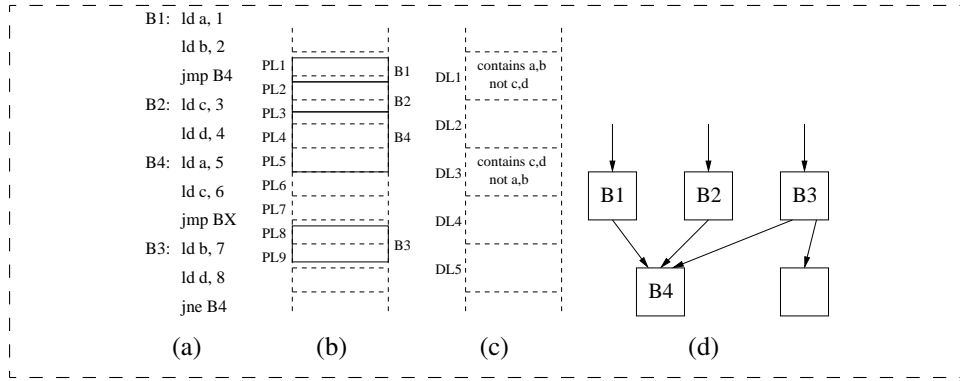 B1: ld a, 1
ld b, 2
jmp B4
B2: ld c, 3
ld d, 4
B4: ld a, 5
ld c, 6
jmp BX
B3: ld b, 7
ld d, 8
jne B4
(a)
PL1
PL2
PL3
PL4
PL5
PL6
PL7
PL8
PL9
B1
B2
B4
B3
(b)
DL1
DL2
DL3
DL4
DL5
contains a,b
not c,d
contains c,d
not a,b
(c)
B1 B2 B3
B4
(d)